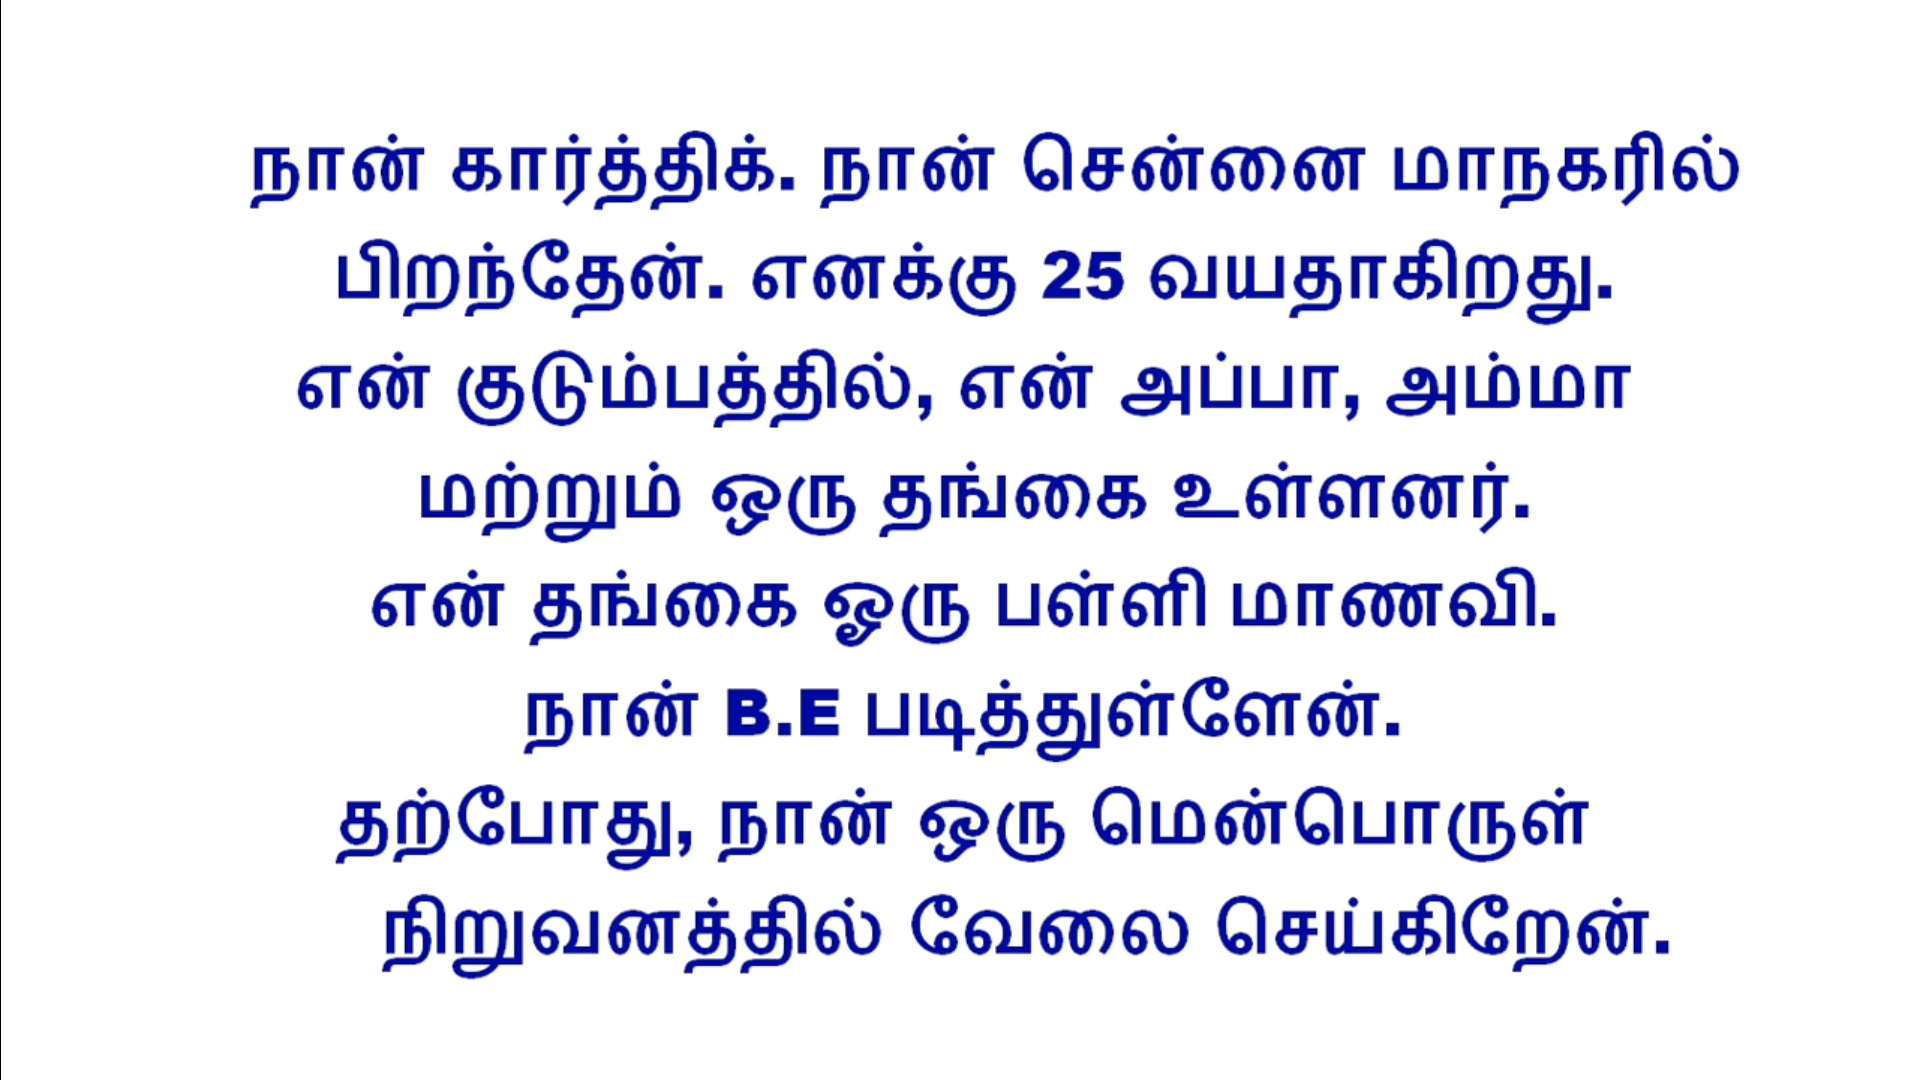 நான் கார்த்திக். நான் சென்னை மாநகரில்
பிறந்தேன். எனக்கு 25 வயதாகிறது.
என் குடும்பத்தில், என் அப்பா, அம்மா
மற்றும் ஒரு தங்கை உள்ளனர்.
என் தங்கை ஓரு பள்ளி மாணவி.
நான் B.E படித்துள்ளேன்.
தற்போது, நான் ஒரு மென்பொருள்
நிறுவனத்தில் வேலை செய்கிறேன்.